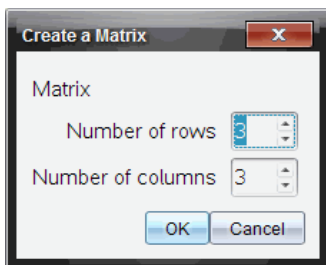 Create a Matrix
x
Matrix
Number of rows 3
Number of columns 3
OK Cancel